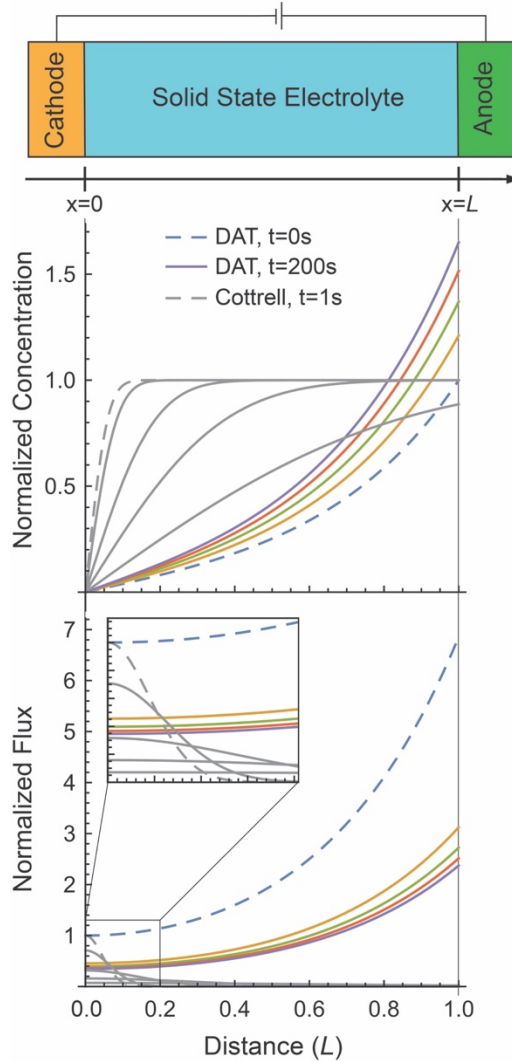 Cathode
Solid State Electrolyte
Anode
x=0
x=L
DAT, t=0s
DAT, t=200s
Cottrell, t=1s
Normalized Concentration
1.5
1.0
0.5
Normalized Flux
7
6
5
4
3
2
1
0.0 0.2 0.4 0.6 0.8 1.0
Distance (L)